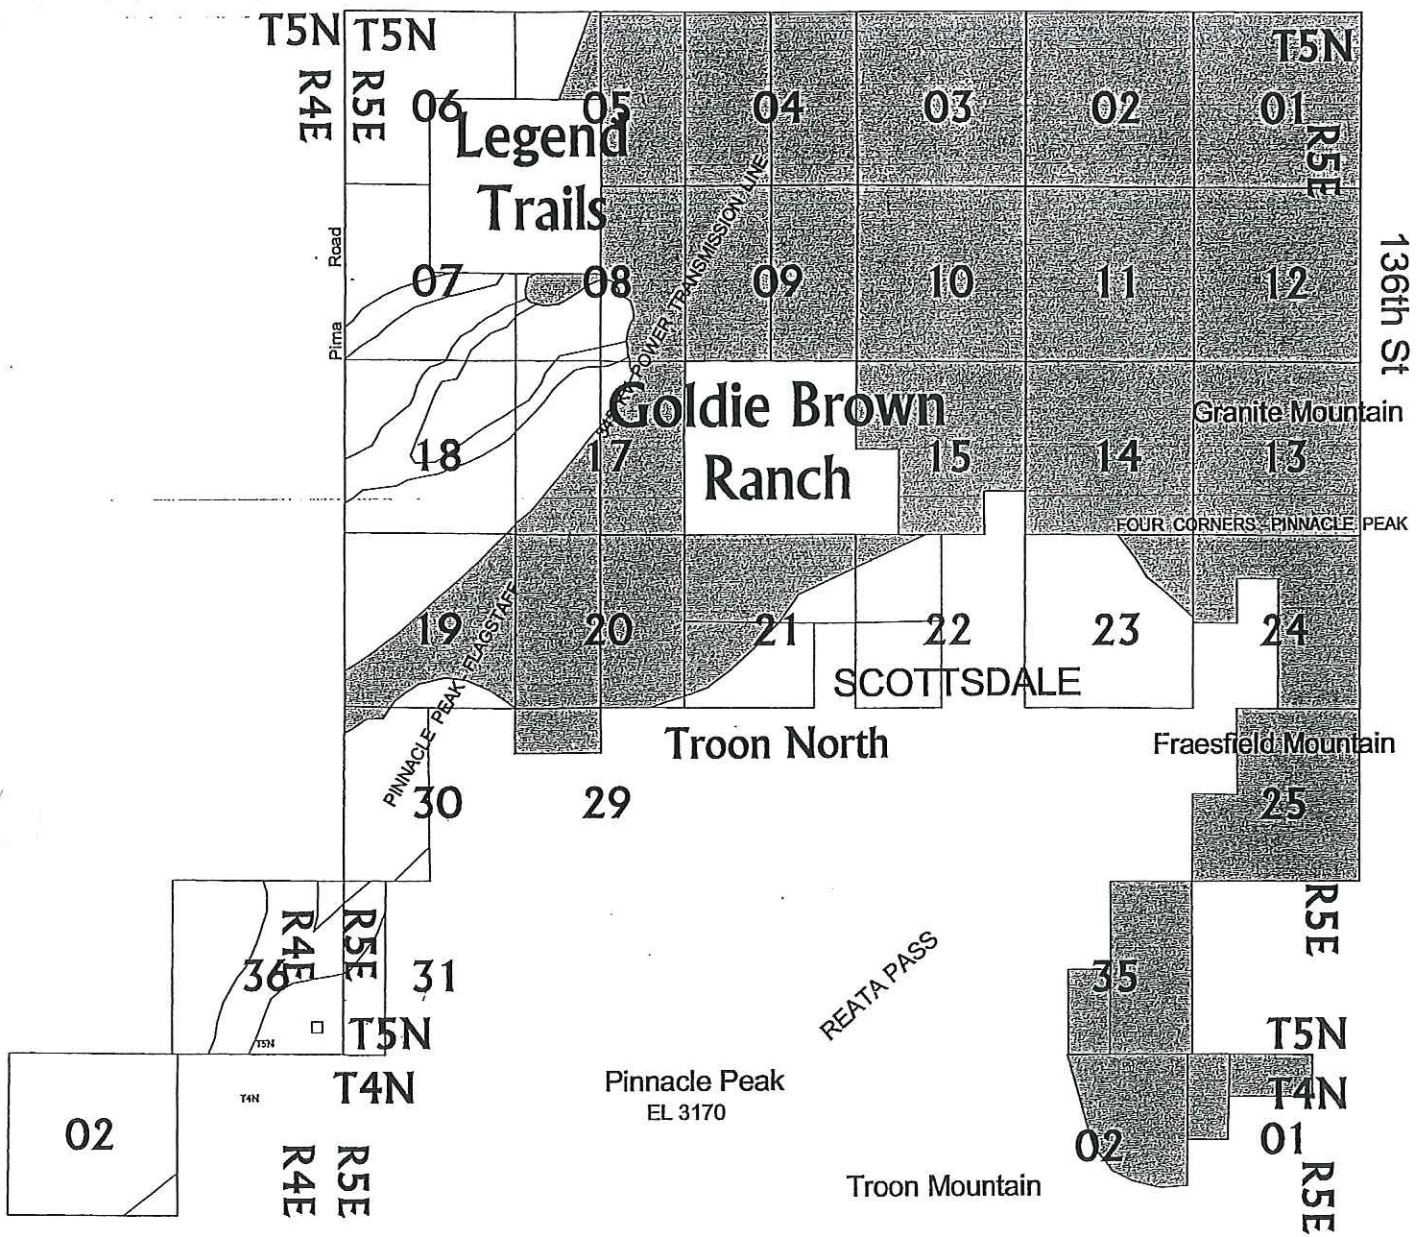 T5N T5N T5N
R4E R5E
06 05 04 03 02 01
Legend
Trails
R5E
Pima Road
07 08 09 10 11 12
136th St
POWER TRANSMISSION LINE
Goldie Brown
Ranch
Granite Mountain
18 17 15 14 13
FOUR CORNERS - PINNACLE PEAK
19 20 21 22 23 24
PINNACLE PEAK - FLAGSTAFF
SCOTTSDALE
Troon North
Fraesfield Mountain
30 29 25
R4E R5E R5E
36 31 35
REATA PASS
T5N T5N T5N
T4N T4N T4N
Pinnacle Peak
EL 3170
02 02 01
R4E R5E R5E
Troon Mountain